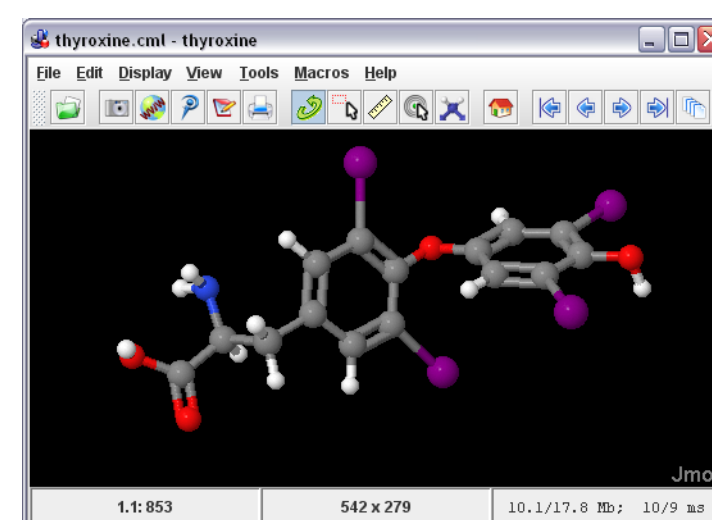 thyroxine.cml - thyroxine
File Edit Display View Tools Macros Help
Jmo
1.1: 853 542 x 279 10.1/17.8 Mb; 10/9 ms